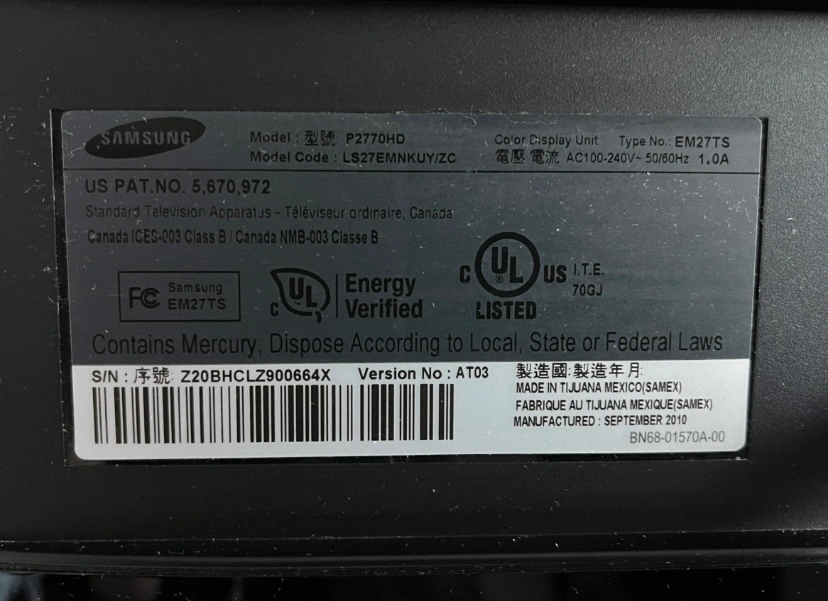 SAMSUNG
Model : 型號 P2770HD
Model Code : LS27EMNKUY/ZC
Color Display Unit Type No.: EM27TS
電壓 電流 AC100-240V~ 50/60Hz 1.0A
US PAT.NO. 5,670,972
Standard Television Apparatus - Téléviseur ordinaire, Canada
Canada ICES-003 Class B / Canada NMB-003 Classe B
FC Samsung
EM27TS
C UL Energy
Verified
C UL US I.T.E.
70GJ
LISTED
Contains Mercury, Dispose According to Local, State or Federal Laws
S/N : 序號: Z20BHCLZ900664X Version No : AT03
製造國: 製造年月:
MADE IN TIJUANA MEXICO(SAMEX)
FABRIQUE AU TIJUANA MEXIQUE(SAMEX)
MANUFACTURED : SEPTEMBER 2010
BN68-01570A-00